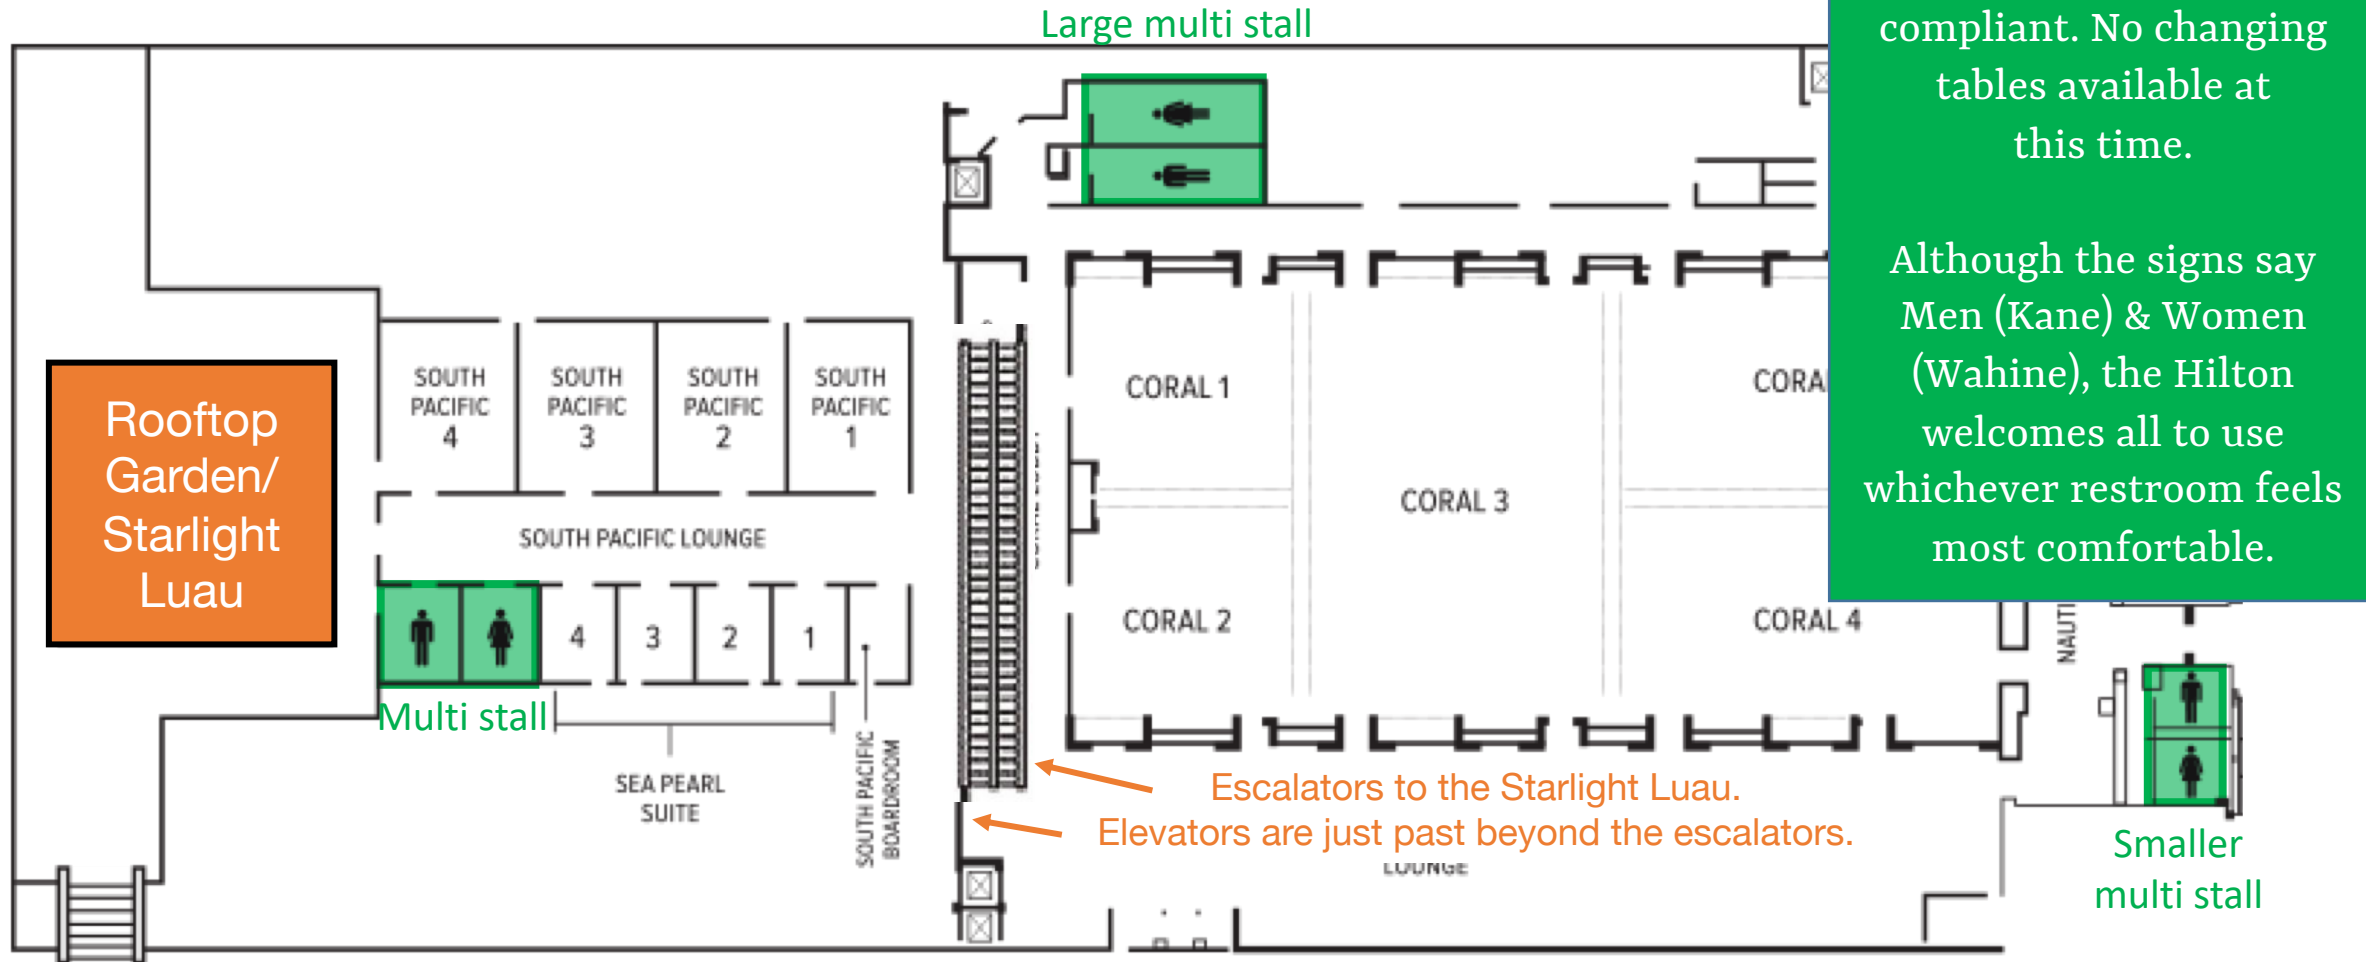 Large multi stall
compliant. No changing
tables available at
this time.
Although the signs say
Men (Kane) & Women
(Wahine), the Hilton
welcomes all to use
whichever restroom feels
most comfortable.
Rooftop
Garden/
Starlight
Luau
SOUTH
PACIFIC
4
SOUTH
PACIFIC
3
SOUTH
PACIFIC
2
SOUTH
PACIFIC
1
SOUTH PACIFIC LOUNGE
4
3
2
1
Multi stall
SEA PEARL
SUITE
SOUTH PACIFIC
BOARDROOM
CORAL 1
CORAL 2
CORAL 3
CORAL 4
Escalators to the Starlight Luau.
Elevators are just past beyond the escalators.
LOUNGE
Smaller
multi stall